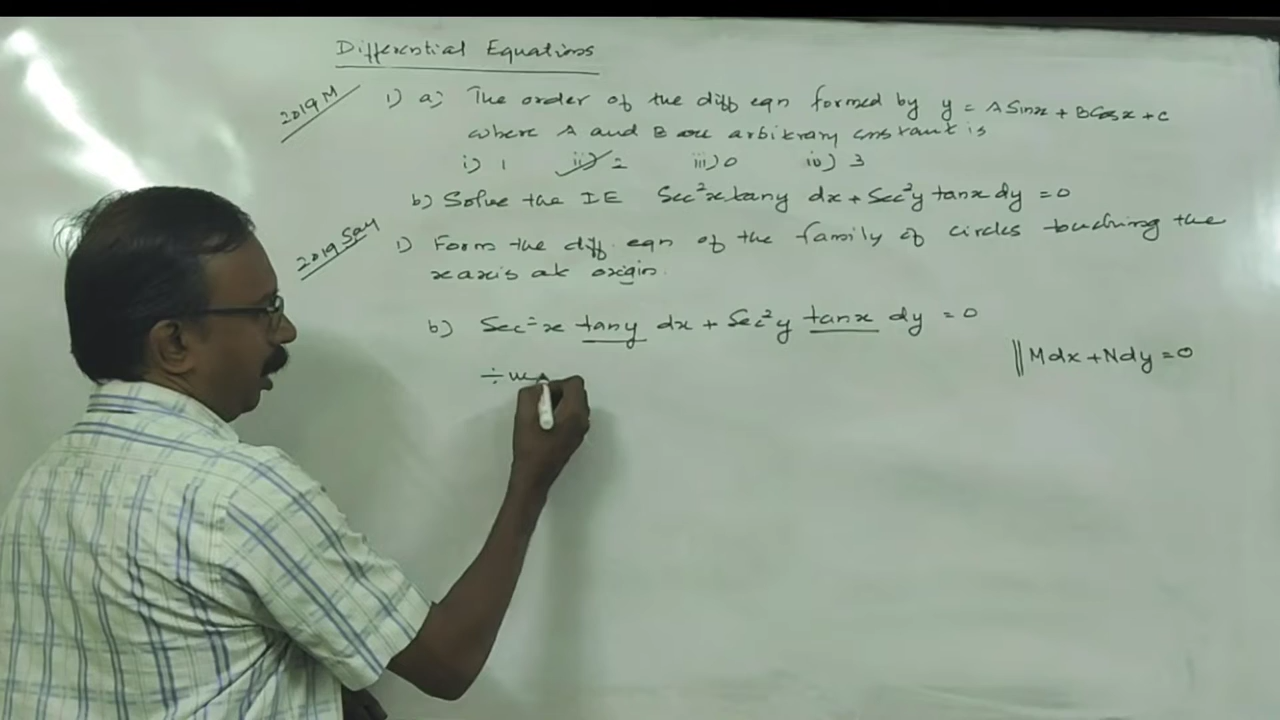 Differential Equations
2019 M 1) a) The order of the diff eqn formed by y = A Sinx + B Cosx + C
where A and B are arbitrary constant is
i) 1 ii) 2 iii) 0 iv) 3
b) Solve the IE Sec²x tany dx + Sec²y tanx dy = 0
2019 Say 1) Form the diff. eqn of the family of circles touching the
x axis at origin.
b) Sec²x tany dx + Sec²y tanx dy = 0
|| Mdx + Ndy = 0
÷